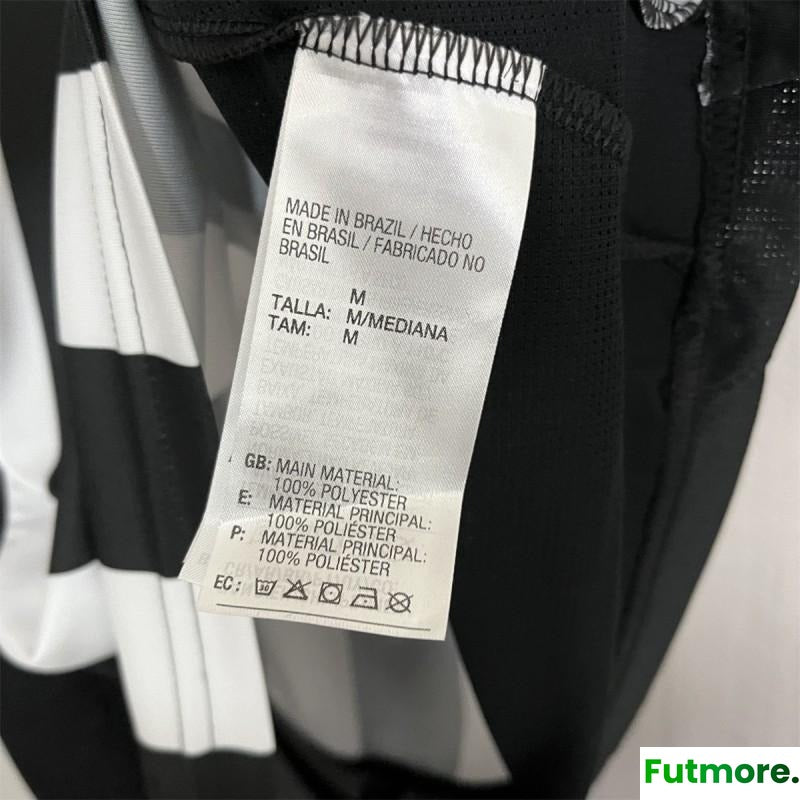 MADE IN BRAZIL / HECHO
EN BRASIL / FABRICADO NO
BRASIL
M
TALLA: M/MEDIANA
TAM: M
GB: MAIN MATERIAL:
100% POLYESTER
E: MATERIAL PRINCIPAL:
100% POLIÉSTER
P: MATERIAL PRINCIPAL:
100% POLIÉSTER
EC: 30
Futmore.